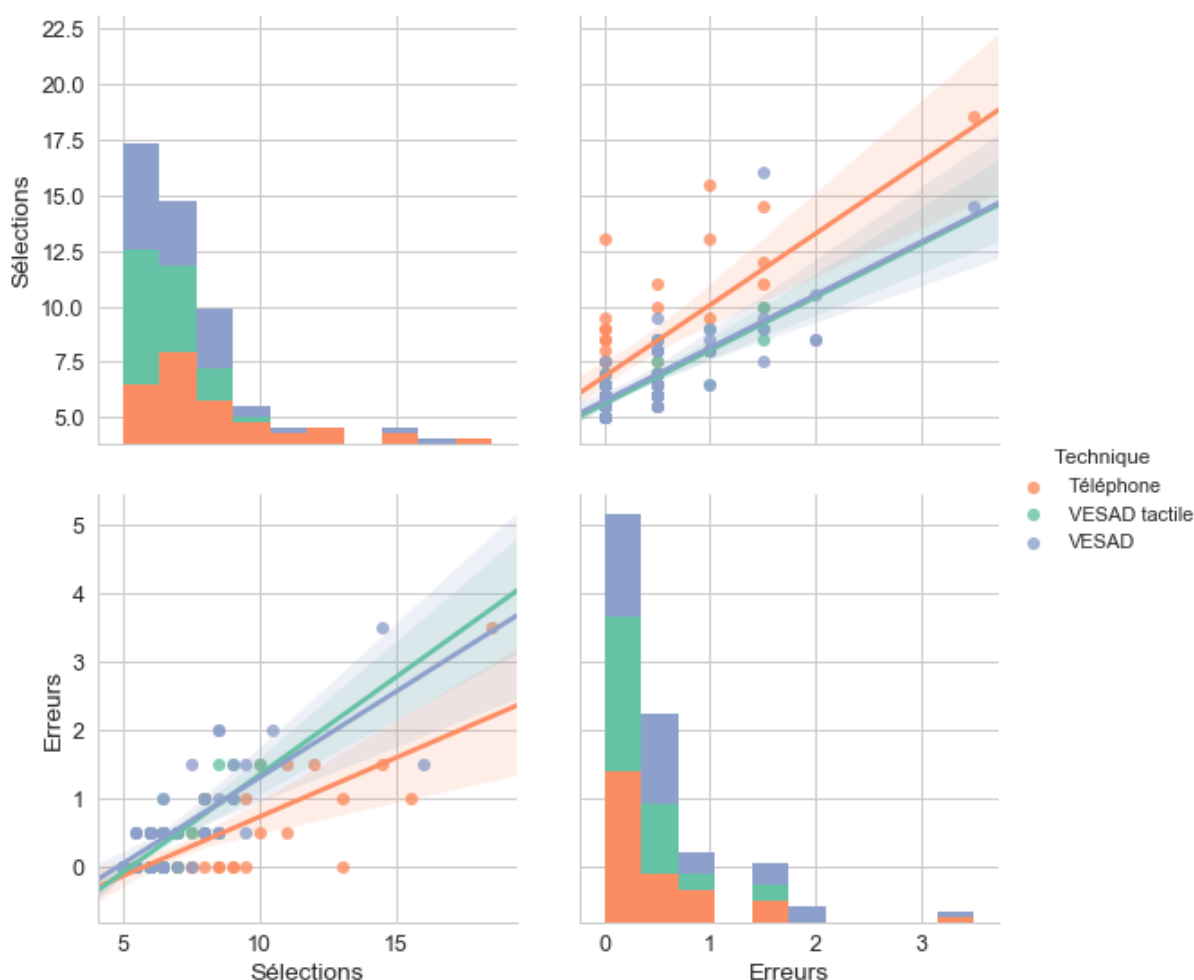 22.5
20.0
17.5
15.0
12.5
10.0
7.5
5.0
Sélections
Technique
Téléphone
VESAD tactile
VESAD
5
4
3
2
1
0
Erreurs
5 10 15
Sélections
0 1 2 3
Erreurs